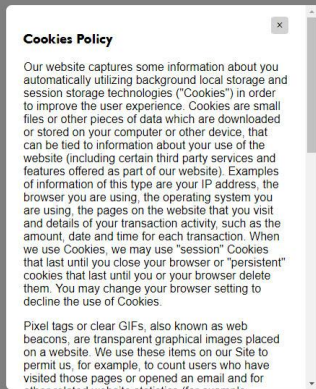 x
Cookies Policy
Our website captures some information about you
automatically utilizing background local storage and
session storage technologies ("Cookies") in order
to improve the user experience. Cookies are small
files or other pieces of data which are downloaded
or stored on your computer or other device, that
can be tied to information about your use of the
website (including certain third party services and
features offered as part of our website). Examples
of information of this type are your IP address, the
browser you are using, the operating system you
are using, the pages on the website that you visit
and details of your transaction activity, such as the
amount, date and time for each transaction. When
we use Cookies, we may use "session" Cookies
that last until you close your browser or "persistent"
cookies that last until you or your browser delete
them. You may change your browser setting to
decline the use of Cookies.
Pixel tags or clear GIFs, also known as web
beacons, are transparent graphical images placed
on a website. We use these items on our Site to
permit us, for example, to count users who have
visited those pages or opened an email and for